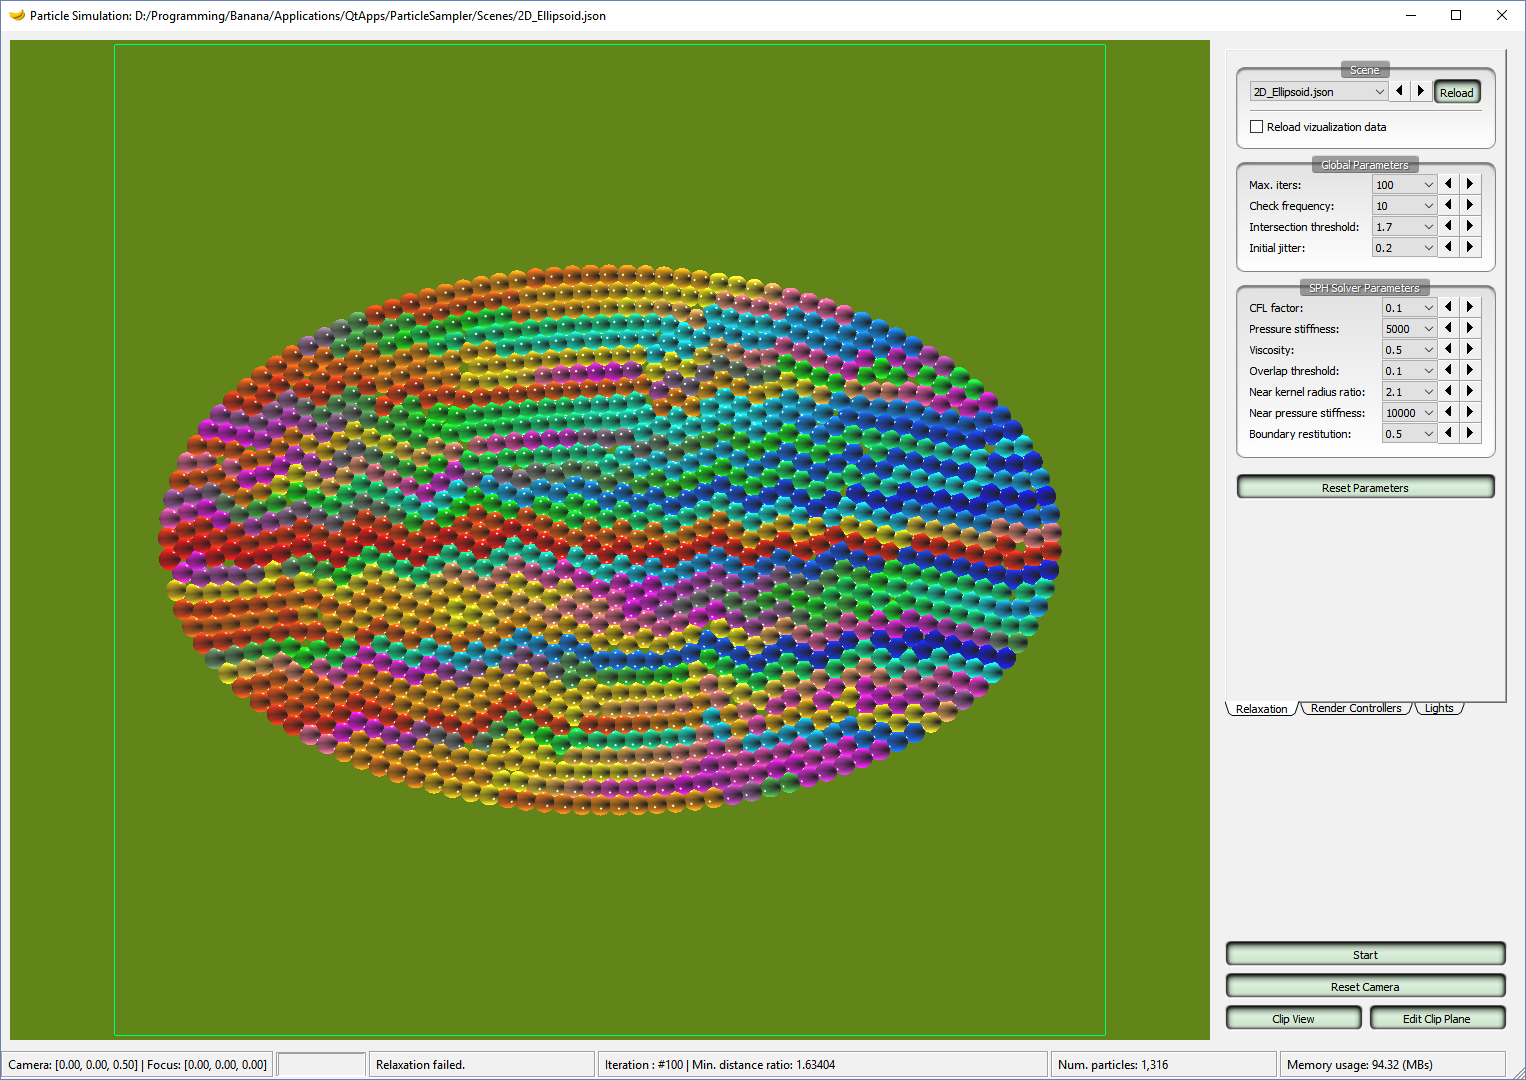 Particle Simulation: D:/Programming/Banana/Applications/QtApps/ParticleSampler/Scenes/2D_Ellipsoid.json
Scene
2D_Ellipsoid.json
Reload
Reload vizualization data
Global Parameters
Max. iters: 100
Check frequency: 10
Intersection threshold: 1.7
Initial jitter: 0.2
SPH Solver Parameters
CFL factor: 0.1
Pressure stiffness: 5000
Viscosity: 0.5
Overlap threshold: 0.1
Near kernel radius ratio: 2.1
Near pressure stiffness: 10000
Boundary restitution: 0.5
Reset Parameters
Relaxation Render Controllers Lights
Start
Reset Camera
Clip View Edit Clip Plane
Camera: [0.00, 0.00, 0.50] | Focus: [0.00, 0.00, 0.00] Relaxation failed. Iteration : #100 | Min. distance ratio: 1.63404 Num. particles: 1,316 Memory usage: 94.32 (MBs)